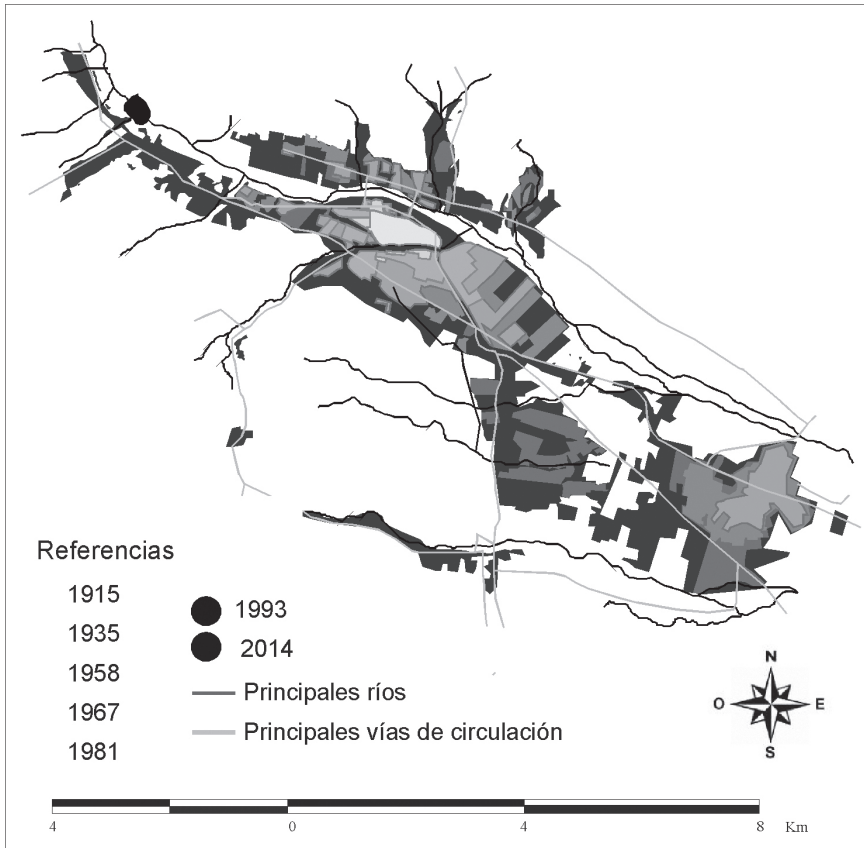 Referencias
1915
1935
1958
1967
1981
1993
2014
Principales ríos
Principales vías de circulación
N
O E
S
4 0 4 8 Km